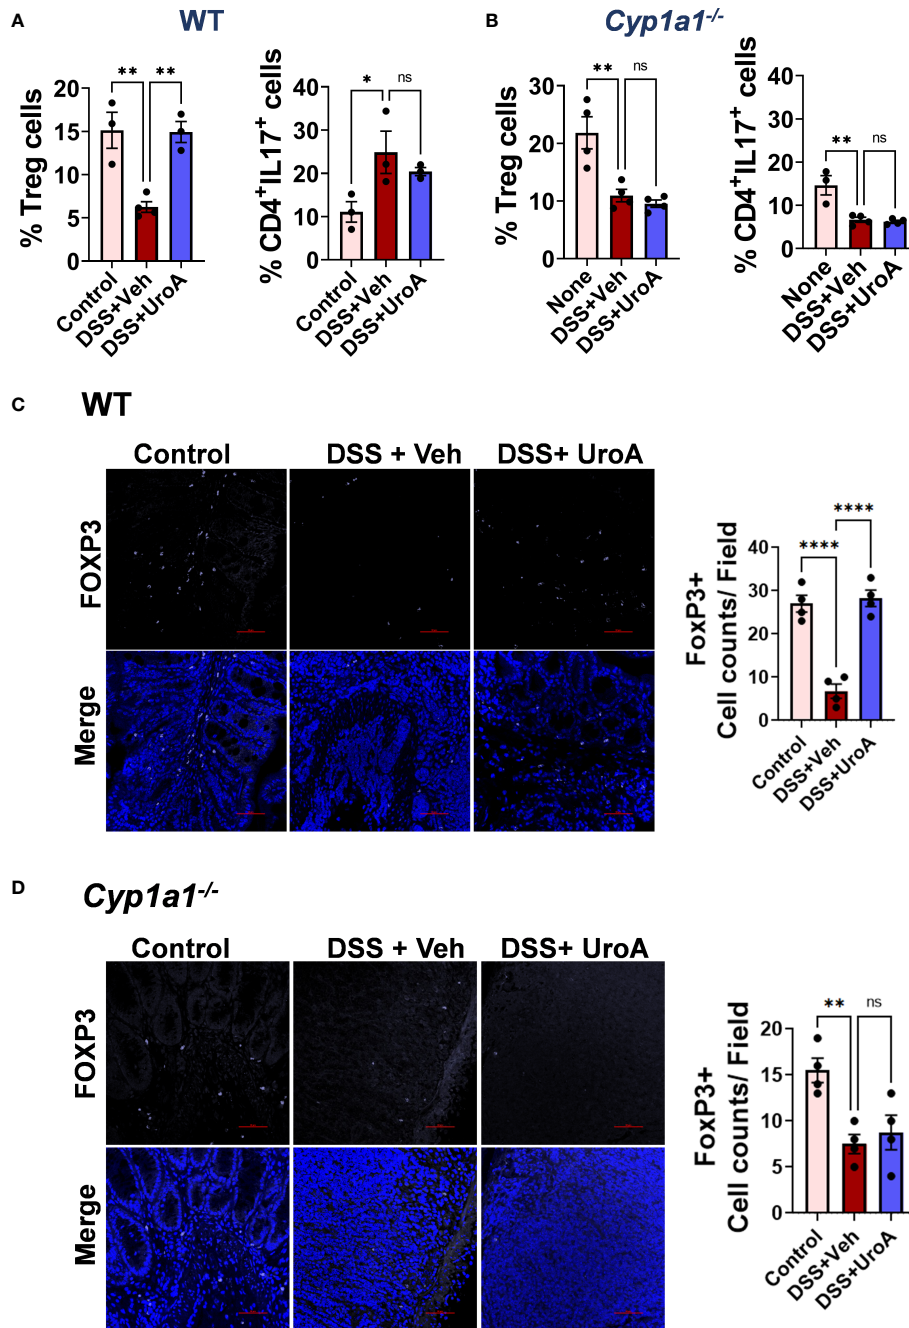 A
WT
% Treg cells
20
15
10
5
0
** **
Control
DSS+Veh
DSS+UroA
% CD4+IL17+ cells
40
30
20
10
0
* ns
Control
DSS+Veh
DSS+UroA
B
Cyp1a1-/-
% Treg cells
30
20
10
0
** ns
None
DSS+Veh
DSS+UroA
% CD4+IL17+ cells
40
30
20
10
0
** ns
None
DSS+Veh
DSS+UroA
C
WT
Control
DSS + Veh
DSS+ UroA
FOXP3
Merge
FoxP3+
Cell counts/ Field
40
30
20
10
0
****
****
Control
DSS+Veh
DSS+UroA
D
Cyp1a1-/-
Control
DSS + Veh
DSS+ UroA
FOXP3
Merge
FoxP3+
Cell counts/ Field
20
15
10
5
0
** ns
Control
DSS+Veh
DSS+UroA